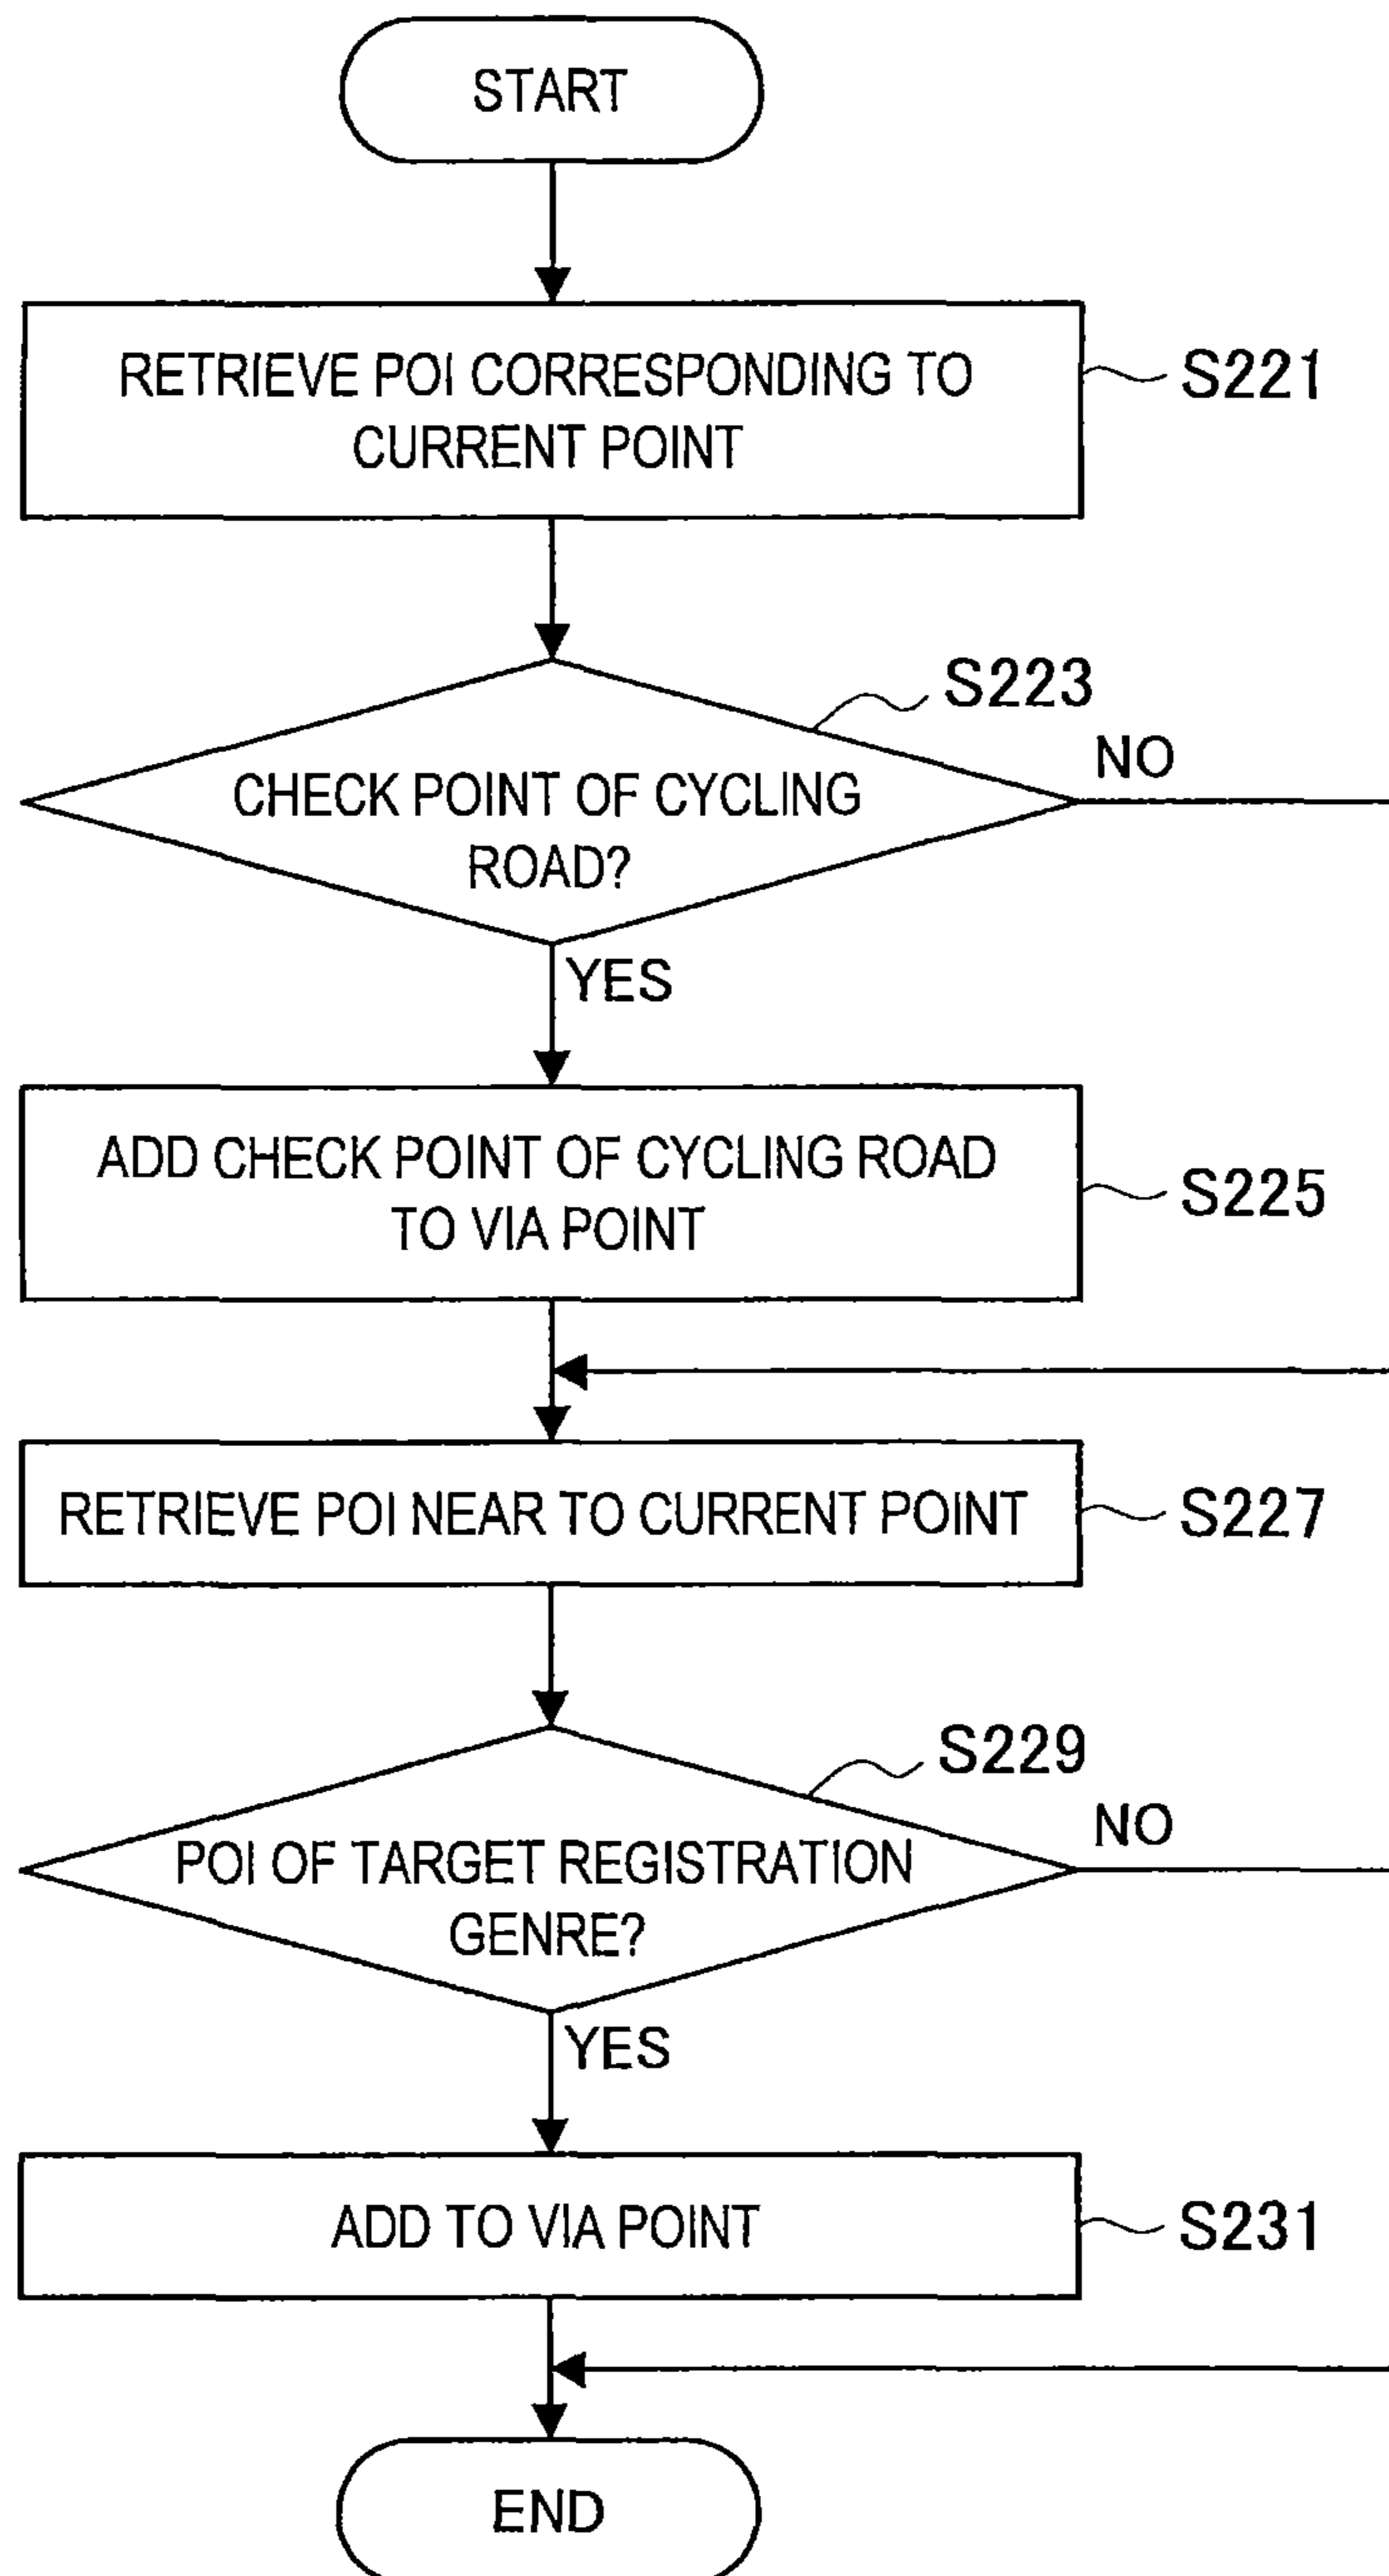 START
RETRIEVE POI CORRESPONDING TO
CURRENT POINT
S221
S223
NO
CHECK POINT OF CYCLING
ROAD?
YES
ADD CHECK POINT OF CYCLING ROAD
TO VIA POINT
S225
RETRIEVE POI NEAR TO CURRENT POINT
S227
S229
NO
POI OF TARGET REGISTRATION
GENRE?
YES
ADD TO VIA POINT
S231
END